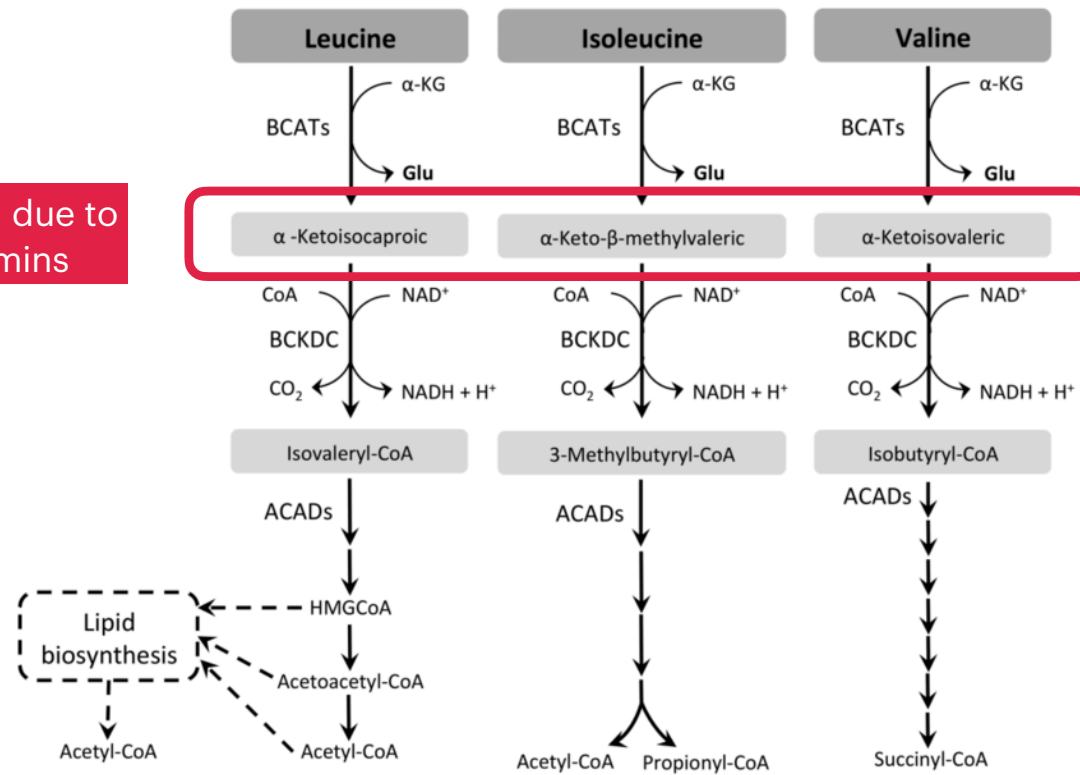 Leucine
Isoleucine
Valine
α-KG
α-KG
α-KG
BCATs
BCATs
BCATs
Glu
Glu
Glu
due to
mins
α -Ketoisocaproic
α-Keto-β-methylvaleric
α-Ketoisovaleric
CoA
NAD⁺
CoA
NAD⁺
CoA
NAD⁺
BCKDC
BCKDC
BCKDC
CO₂
NADH + H⁺
CO₂
NADH + H⁺
CO₂
NADH + H⁺
Isovaleryl-CoA
3-Methylbutyryl-CoA
Isobutyryl-CoA
ACADs
ACADs
ACADs
HMGCoA
Lipid
biosynthesis
Acetoacetyl-CoA
Acetyl-CoA
Acetyl-CoA
Acetyl-CoA
Propionyl-CoA
Succinyl-CoA